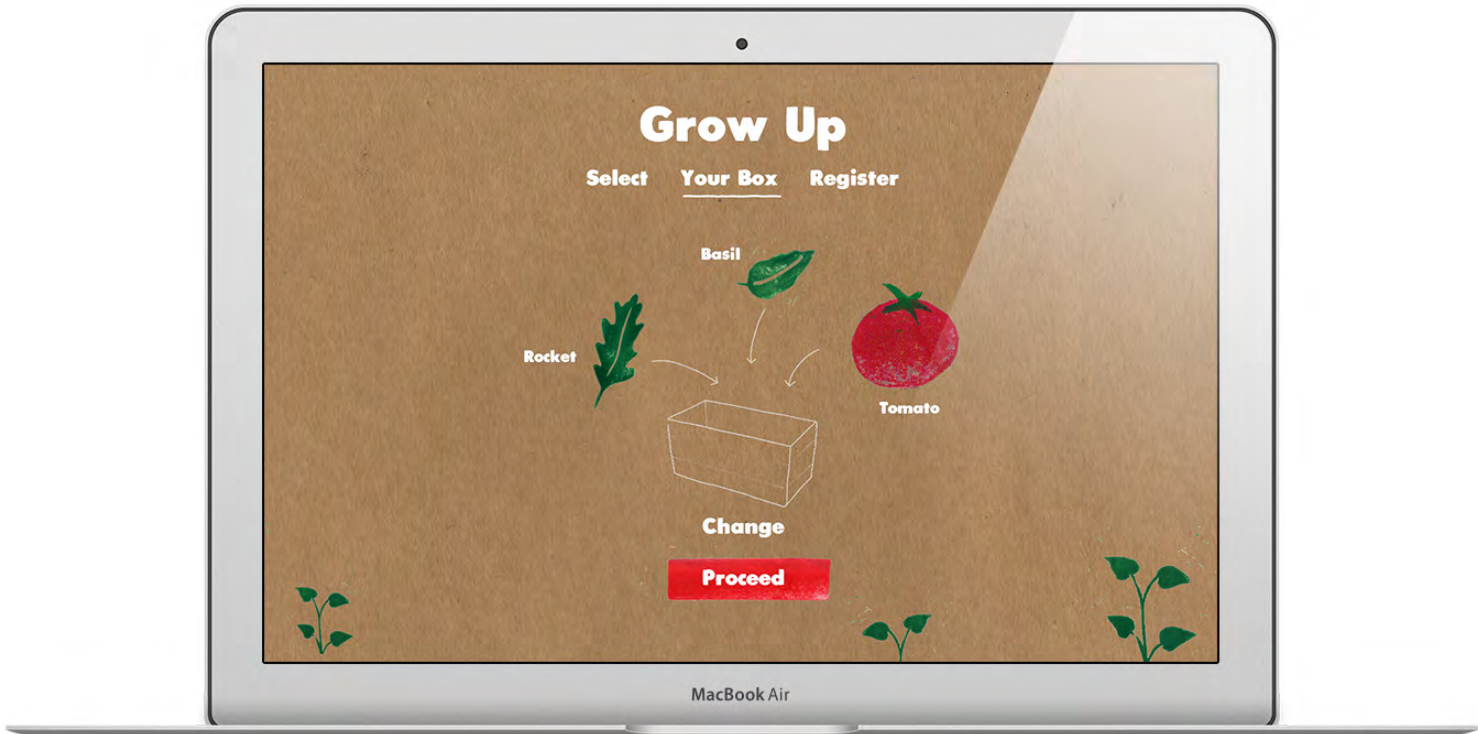 Grow Up
Select Your Box Register
Basil
Rocket
Tomato
Change
Proceed
MacBook Air